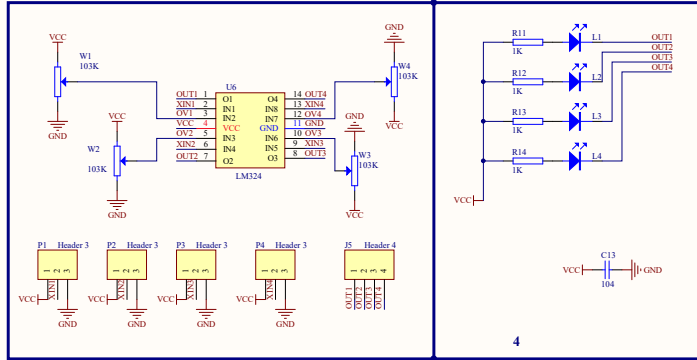 VCC
W1
103K
GND
VCC
W2
103K
GND
U6
OUT1 1 O1 O4 14 OUT4
XIN1 2 IN1 IN8 13 XIN4
OV1 3 IN2 IN7 12 OV4
VCC 4 VCC GND 11 GND
OV2 5 IN3 IN6 10 OV3
XIN2 6 IN4 IN5 9 XIN3
OUT2 7 O2 O3 8 OUT3
LM324
GND
W4
103K
VCC
GND
W3
103K
VCC
R11 L1 OUT1
1K
OUT2
R12 L2 OUT3
1K
OUT4
R13 L3
1K
R14 L4
1K
VCC
P1 Header 3
1 2 3
XIN1
VCC
GND
P2 Header 3
1 2 3
XIN2
VCC
GND
P3 Header 3
1 2 3
XIN3
VCC
GND
P4 Header 3
1 2 3
XIN4
VCC
GND
J5 Header 4
1 2 3 4
OUT1
OUT2
OUT3
OUT4
C13
VCC GND
104
4